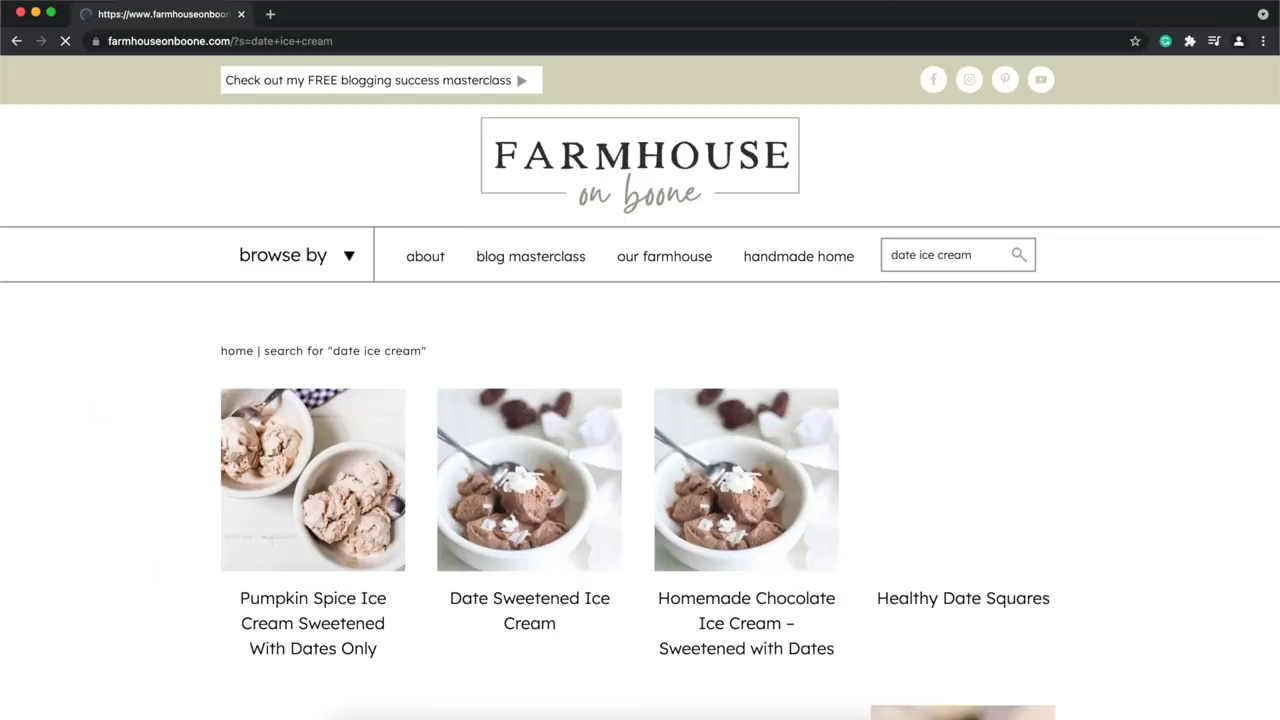 https://www.farmhouseonboon
farmhouseonboone.com/?s=date+ice+cream
Check out my FREE blogging success masterclass
FARMHOUSE
on boone
browse by ▼
about
blog masterclass
our farmhouse
handmade home
date ice cream
home | search for "date ice cream"
Pumpkin Spice Ice
Cream Sweetened
With Dates Only
Date Sweetened Ice
Cream
Homemade Chocolate
Ice Cream –
Sweetened with Dates
Healthy Date Squares